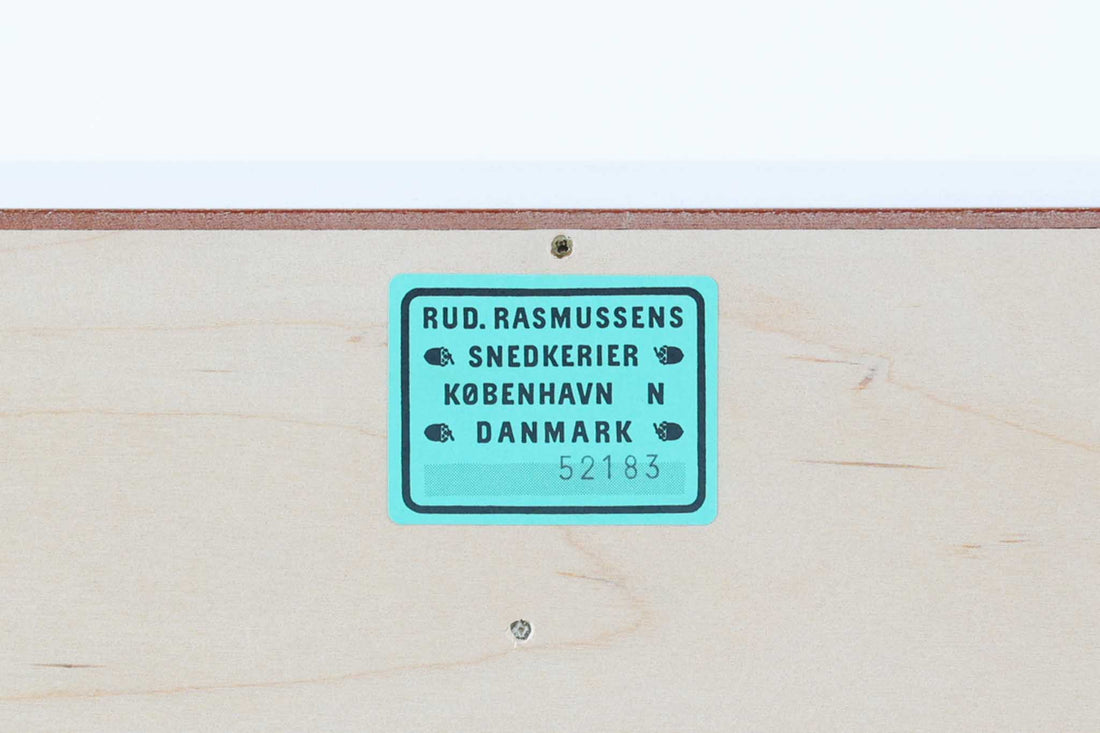 RUD. RASMUSSENS
SNEDKERIER
KØBENHAVN N
DANMARK
52183